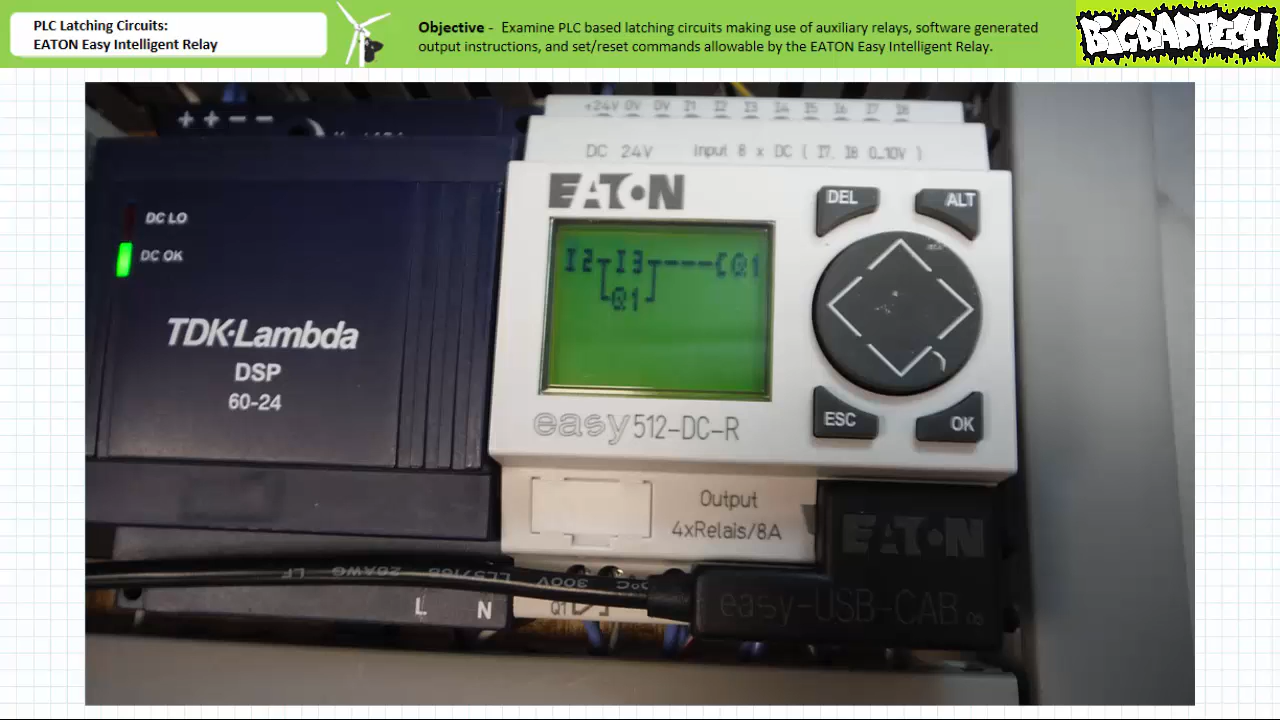 PLC Latching Circuits:
EATON Easy Intelligent Relay
Objective - Examine PLC based latching circuits making use of auxiliary relays, software generated
output instructions, and set/reset commands allowable by the EATON Easy Intelligent Relay.
BIGBADTECH
+ + − −
DC LO
DC OK
TDK·Lambda
DSP
60-24
L N
+24V 0V 0V I1 I2 I3 I4 I5 I6 I7 I8
DC 24V Input 8 x DC ( I7, I8 0...10V )
EATON
DEL
ALT
I2 I3 Q1
Q1
easy512-DC-R
ESC
OK
Output
4xRelais/8A
EATON
LF 28AWG 300V
Q1
easy-USB-CAB